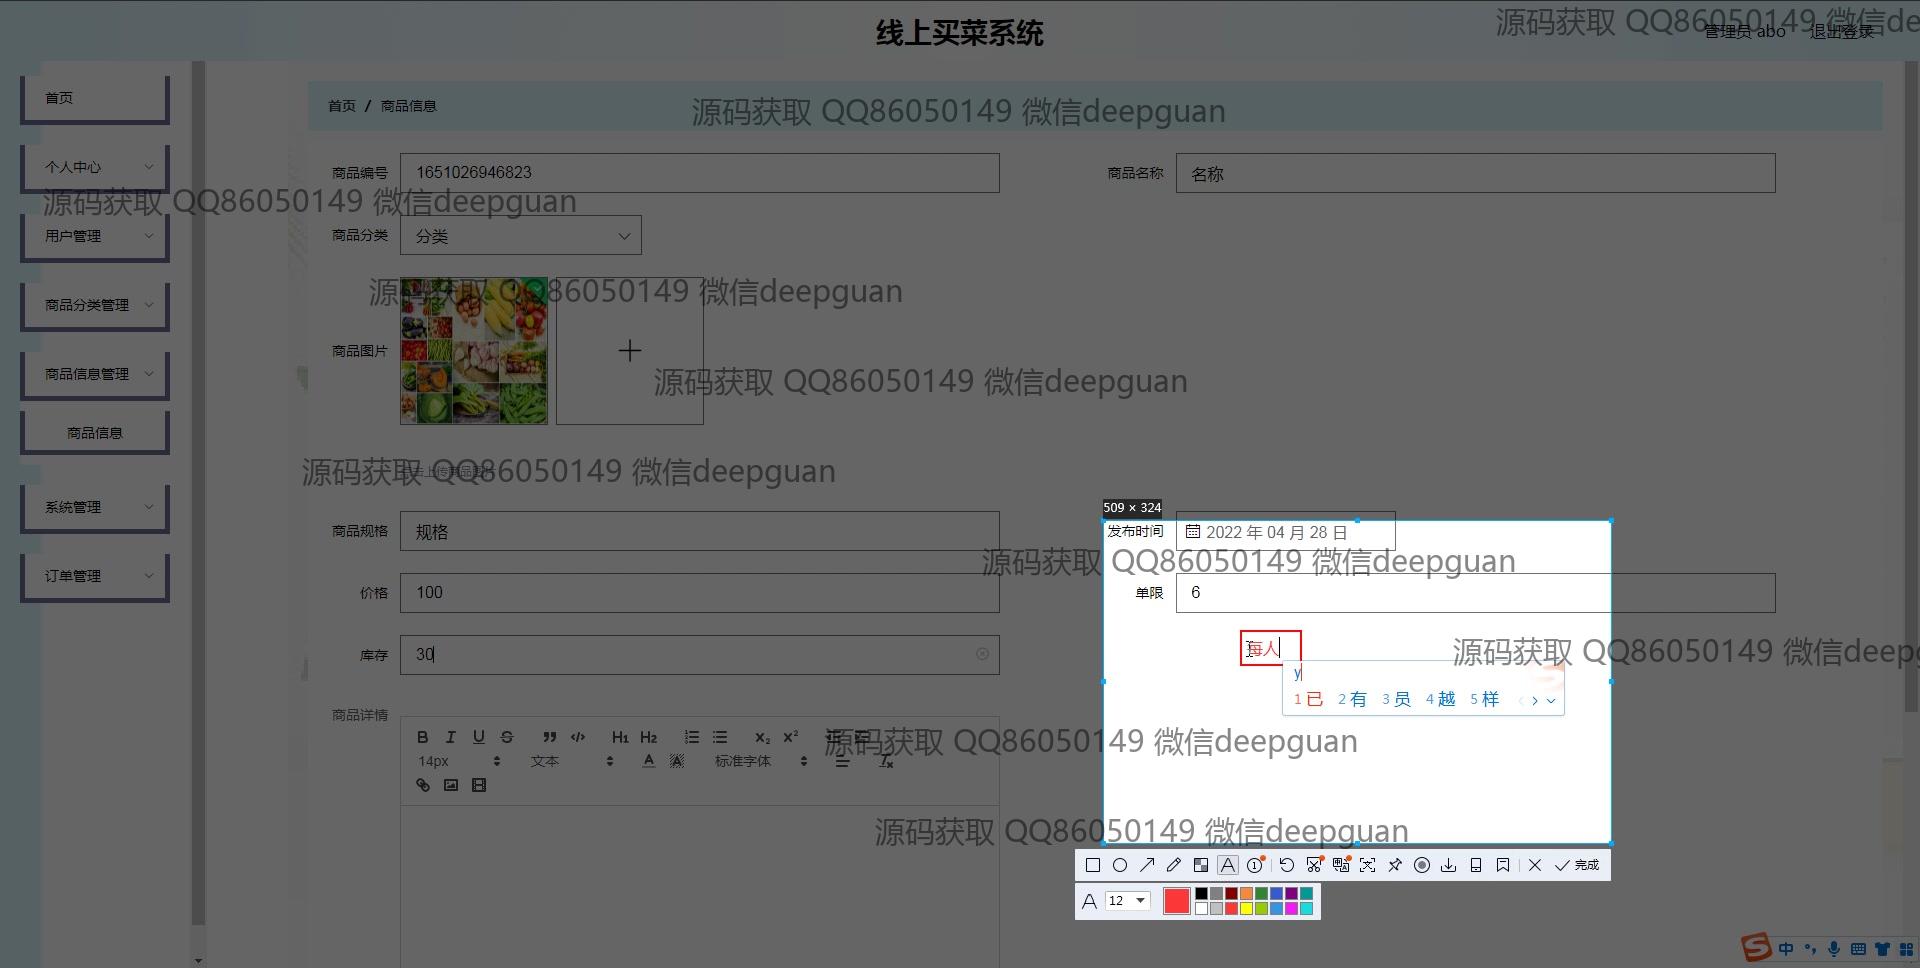 线上买菜系统
源码获取 QQ86050149 微信de
管理员 abo
退出登录
首页
个人中心
用户管理
商品分类管理
商品信息管理
商品信息
系统管理
订单管理
首页 / 商品信息
源码获取 QQ86050149 微信deepguan
商品编号 1651026946823
商品名称 名称
源码获取 QQ86050149 微信deepguan
商品分类 分类
源码获取 QQ86050149 微信deepguan
商品图片
源码获取 QQ86050149 微信deepguan
点击上传商品图片
源码获取 QQ86050149 微信deepguan
509 × 324
商品规格 规格
发布时间 2022 年 04 月 28 日
源码获取 QQ86050149 微信deepguan
价格 100
单限 6
库存 30
每人
源码获取 QQ86050149 微信deep
y
1 已 2 有 3 员 4 越 5 样
商品详情
B I U S ” </> H1 H2 X₂ X²
源码获取 QQ86050149 微信deepguan
14px 文本 A A 标准字体
源码获取 QQ86050149 微信deepguan
完成
A 12
中